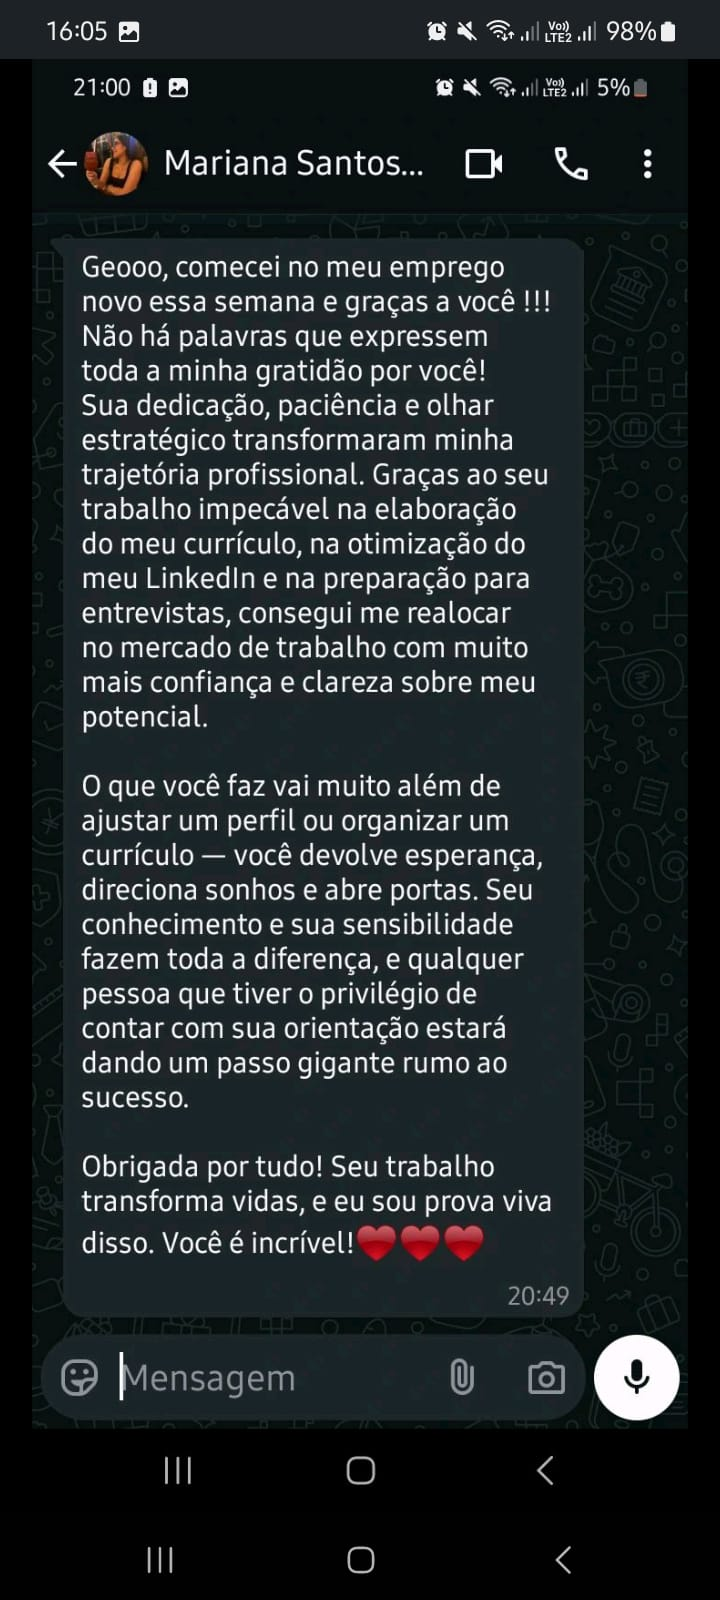 16:05 98%
21:00 5%
Mariana Santos...
Geooo, comecei no meu emprego
novo essa semana e graças a você !!!
Não há palavras que expressem
toda a minha gratidão por você!
Sua dedicação, paciência e olhar
estratégico transformaram minha
trajetória profissional. Graças ao seu
trabalho impecável na elaboração
do meu currículo, na otimização do
meu LinkedIn e na preparação para
entrevistas, consegui me realocar
no mercado de trabalho com muito
mais confiança e clareza sobre meu
potencial.
O que você faz vai muito além de
ajustar um perfil ou organizar um
currículo — você devolve esperança,
direciona sonhos e abre portas. Seu
conhecimento e sua sensibilidade
fazem toda a diferença, e qualquer
pessoa que tiver o privilégio de
contar com sua orientação estará
dando um passo gigante rumo ao
sucesso.
Obrigada por tudo! Seu trabalho
transforma vidas, e eu sou prova viva
disso. Você é incrível!❤️❤️❤️
20:49
Mensagem